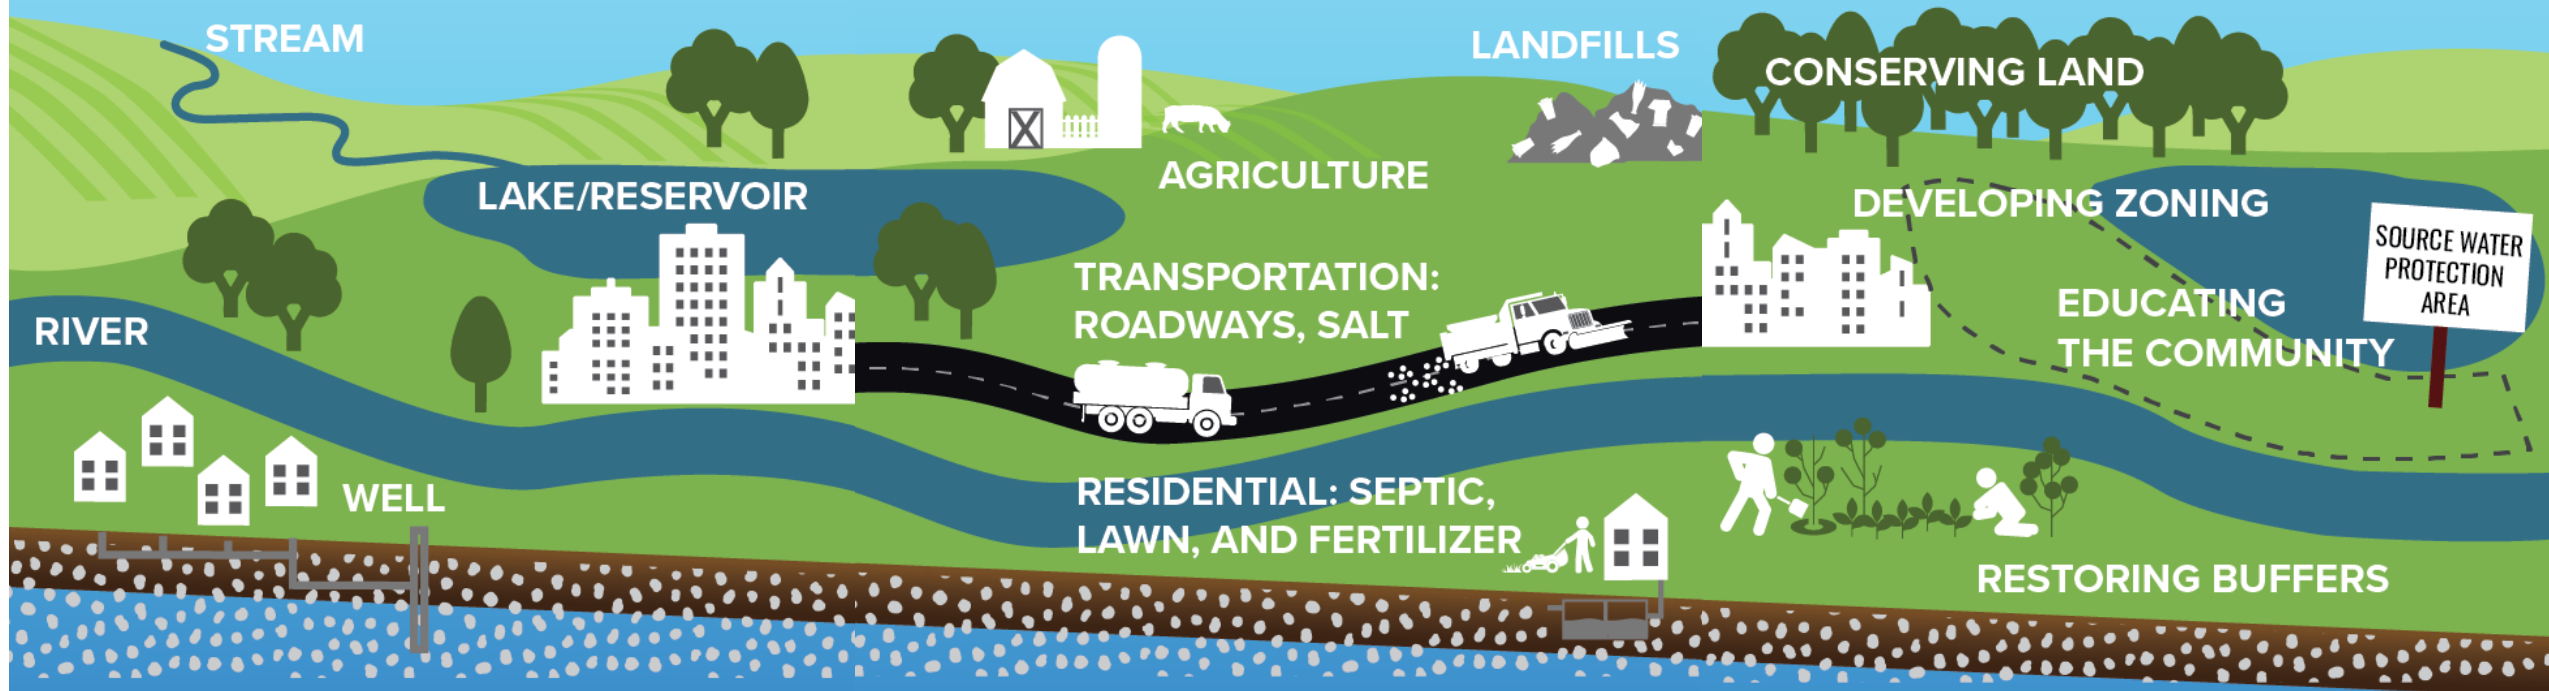 STREAM
LAKE/RESERVOIR
RIVER
WELL
LANDFILLS
AGRICULTURE
TRANSPORTATION:
ROADWAYS, SALT
RESIDENTIAL: SEPTIC,
LAWN, AND FERTILIZER
CONSERVING LAND
DEVELOPING ZONING
SOURCE WATER
PROTECTION
AREA
EDUCATING
THE COMMUNITY
RESTORING BUFFERS